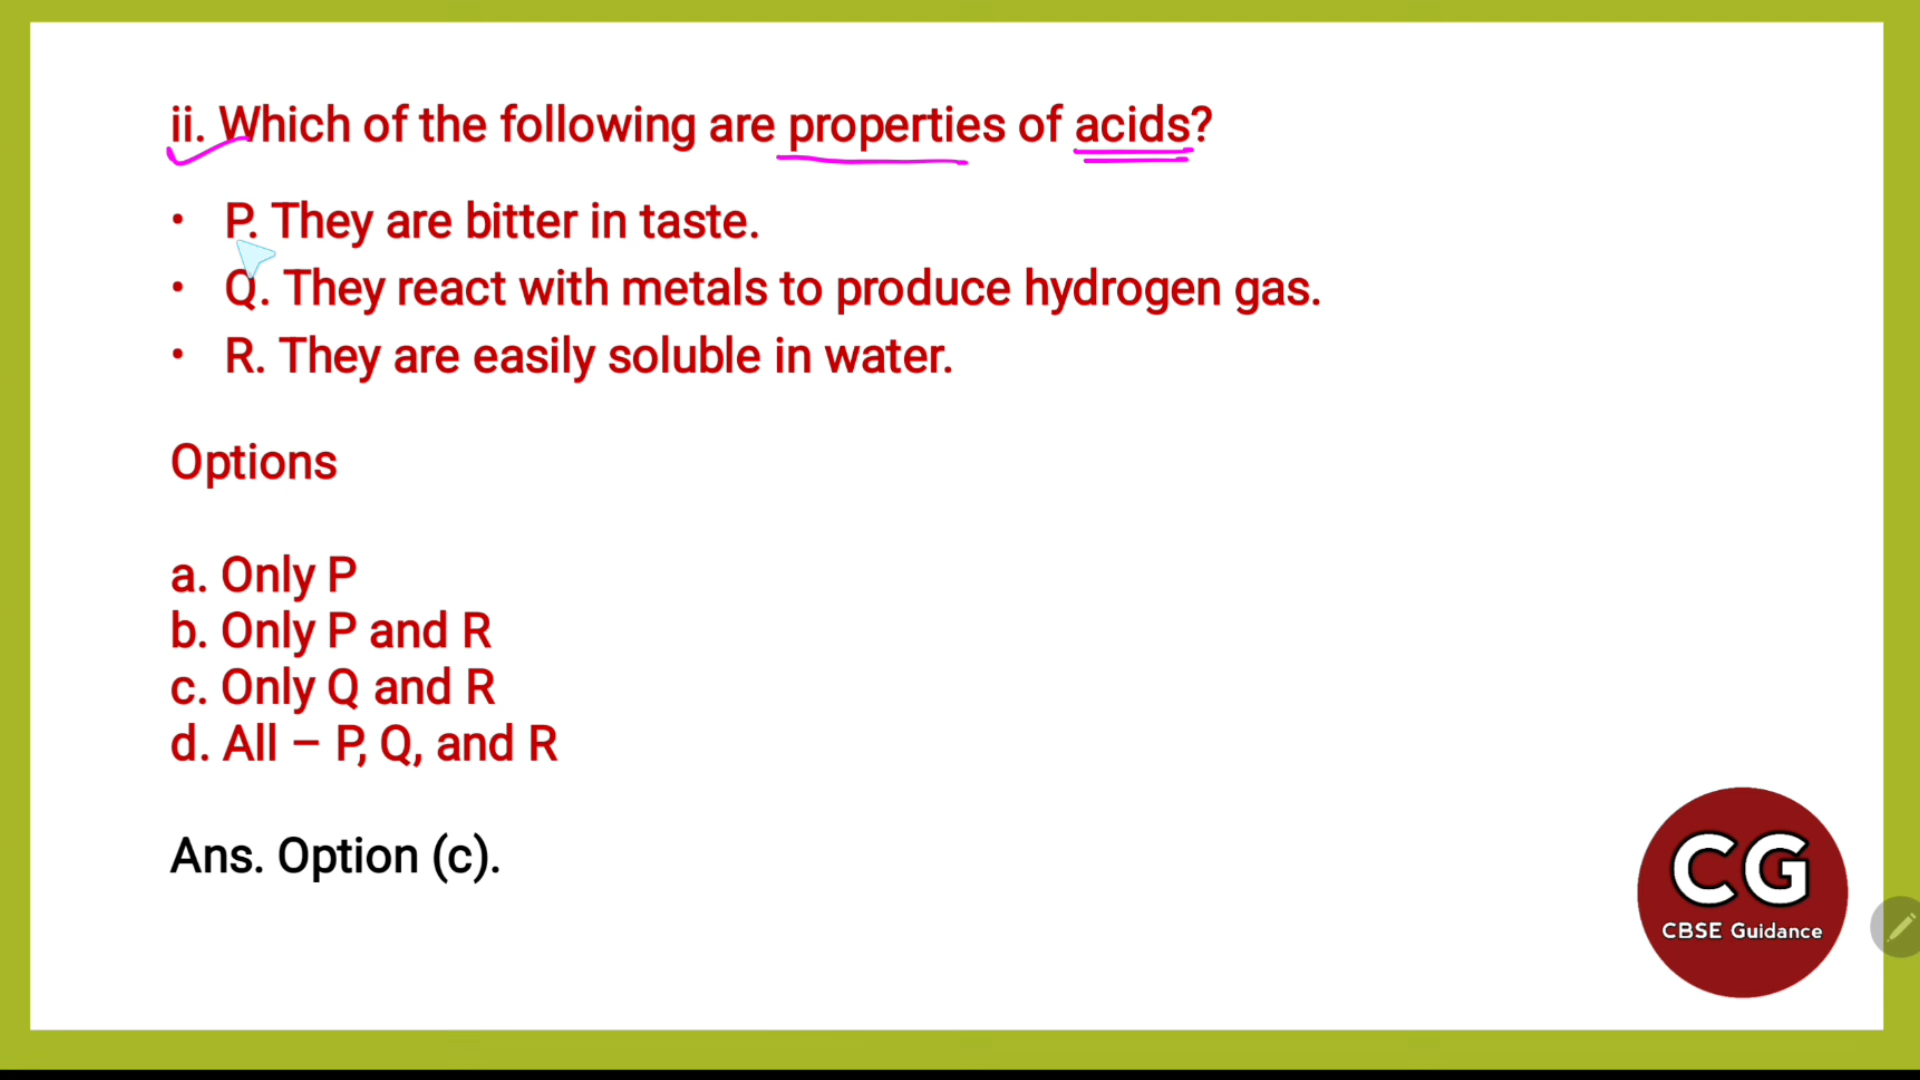 ii. Which of the following are properties of acids?
• P. They are bitter in taste.
• Q. They react with metals to produce hydrogen gas.
• R. They are easily soluble in water.
Options
a. Only P
b. Only P and R
c. Only Q and R
d. All – P, Q, and R
Ans. Option (c).
CG
CBSE Guidance